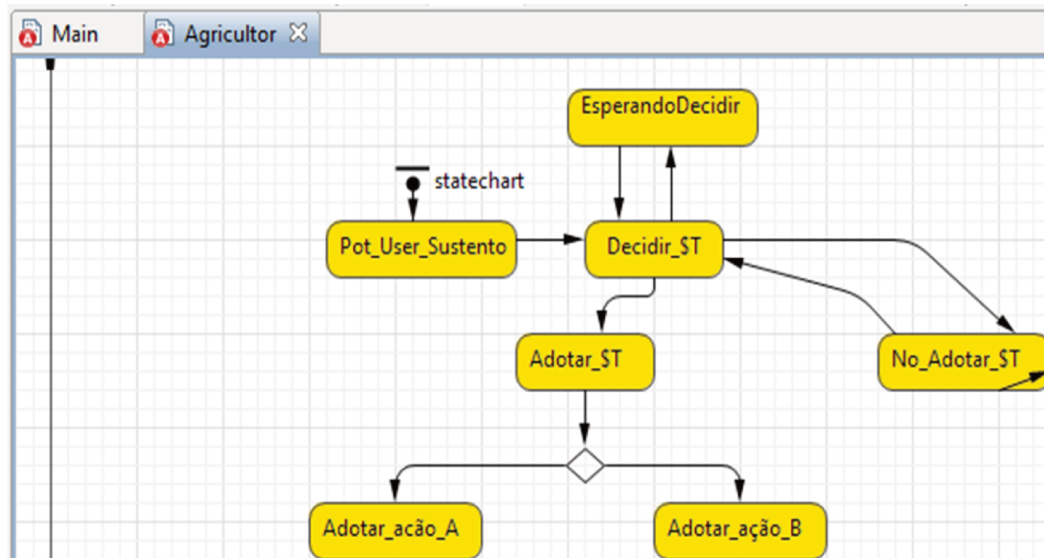 Main
Agricultor
EsperandoDecidir
statechart
Pot_User_Sustento
Decidir_$T
Adotar_$T
No_Adotar_$T
Adotar_acão_A
Adotar_ação_B